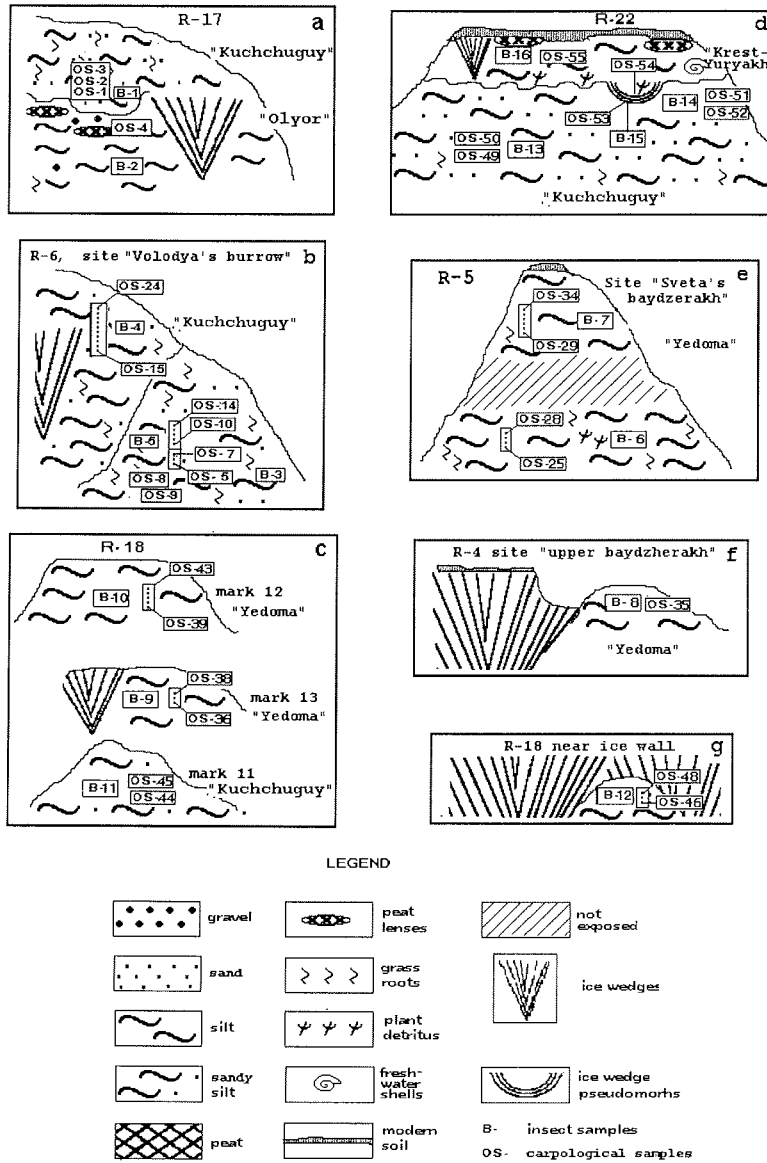 R-17
a
"Kuchchuguy"
OS-3
OS-2
OS-1
B-1
"Olyor"
OS-4
B-2
R-22
d
B-16
OS-55
OS-54
"Krest-
Yuryakh"
B-14
OS-51
OS-52
OS-53
OS-50
OS-49
B-13
B-15
"Kuchchuguy"
R-6, site "Volodya's burrow"
b
OS-24
B-4
"Kuchchuguy"
OS-15
OS-14
OS-10
B-5
OS-7
OS-8
OS-5
B-3
OS-9
R-5
e
Site "Sveta's
baydzerakh"
OS-34
B-7
OS-29
"Yedoma"
OS-28
B-6
OS-25
R-18
c
OS-43
B-10
mark 12
"Yedoma"
OS-39
OS-38
B-9
mark 13
"Yedoma"
OS-36
mark 11
B-11
OS-45
OS-44
"Kuchchuguy"
R-4 site "upper baydzherakh"
f
B-8
OS-35
"Yedoma"
R-18 near ice wall
g
OS-48
B-12
OS-46
LEGEND
gravel
peat
lenses
not
exposed
sand
grass
roots
ice wedges
silt
plant
detritus
sandy
silt
fresh-
water
shells
ice wedge
pseudomorhs
peat
modern
soil
B- insect samples
OS- carpological samples